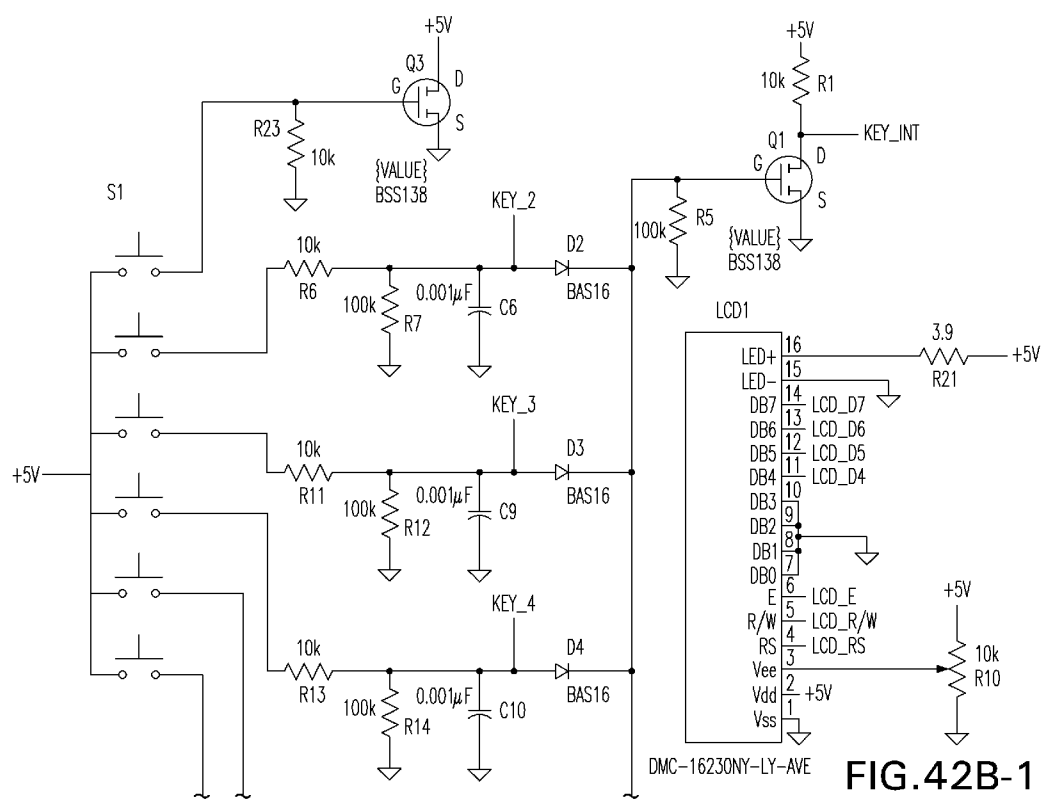 +5V
Q3
G
D
S
R23
10k
{VALUE}
BSS138
+5V
10k
R1
KEY_INT
Q1
G
D
S
100k
R5
{VALUE}
BSS138
S1
+5V
KEY_2
10k
R6
100k
R7
0.001µF
C6
D2
BAS16
KEY_3
10k
R11
100k
R12
0.001µF
C9
D3
BAS16
KEY_4
10k
R13
100k
R14
0.001µF
C10
D4
BAS16
LCD1
LED+ 16
3.9
R21
+5V
LED- 15
DB7 14 LCD_D7
DB6 13 LCD_D6
DB5 12 LCD_D5
DB4 11 LCD_D4
DB3 10
DB2 9
DB1 8
DB0 7
E 6 LCD_E
R/W 5 LCD_R/W
RS 4 LCD_RS
Vee 3
Vdd 2 +5V
Vss 1
+5V
10k
R10
DMC-16230NY-LY-AVE
FIG.42B-1